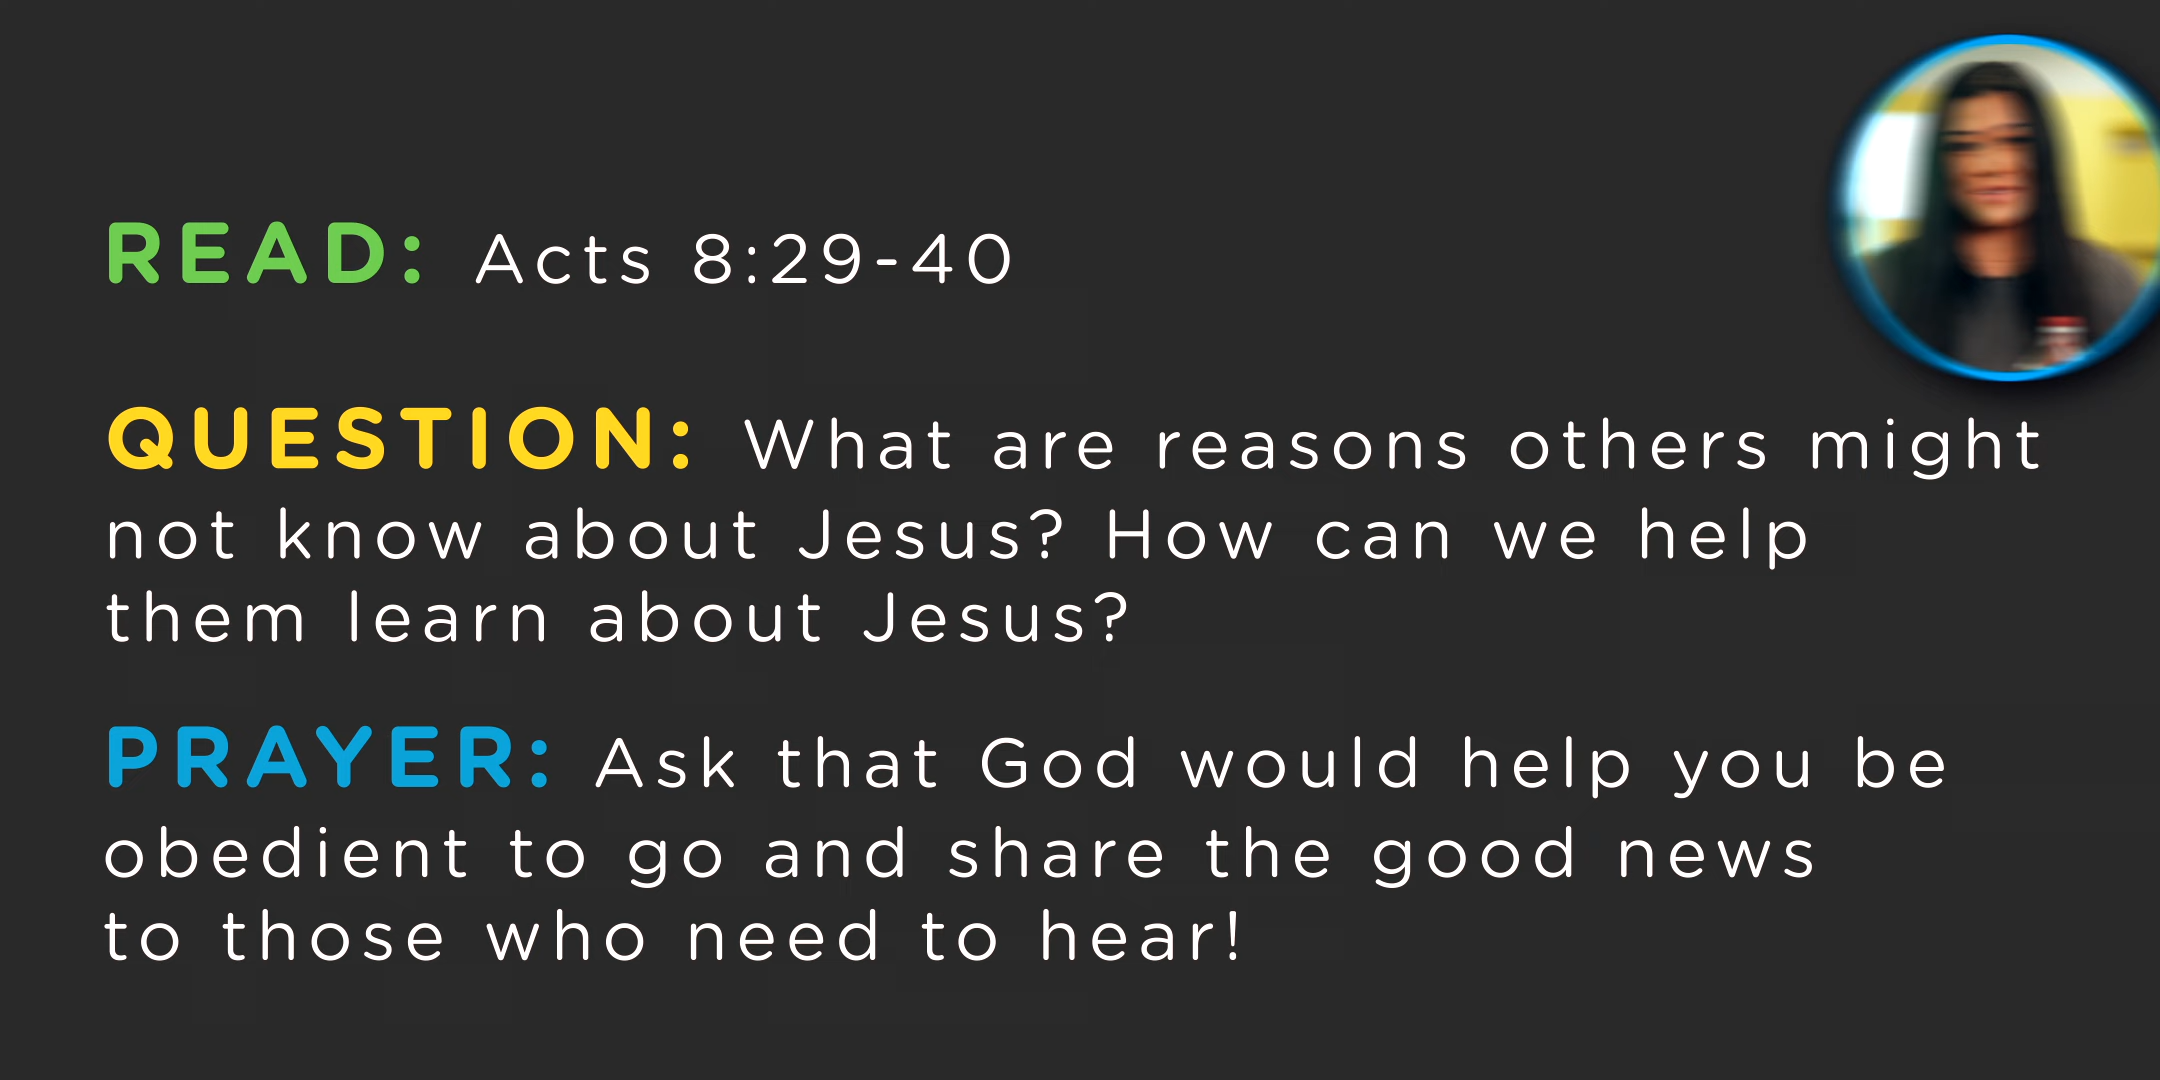 READ: Acts 8:29-40
QUESTION: What are reasons others might
not know about Jesus? How can we help
them learn about Jesus?
PRAYER: Ask that God would help you be
obedient to go and share the good news
to those who need to hear!